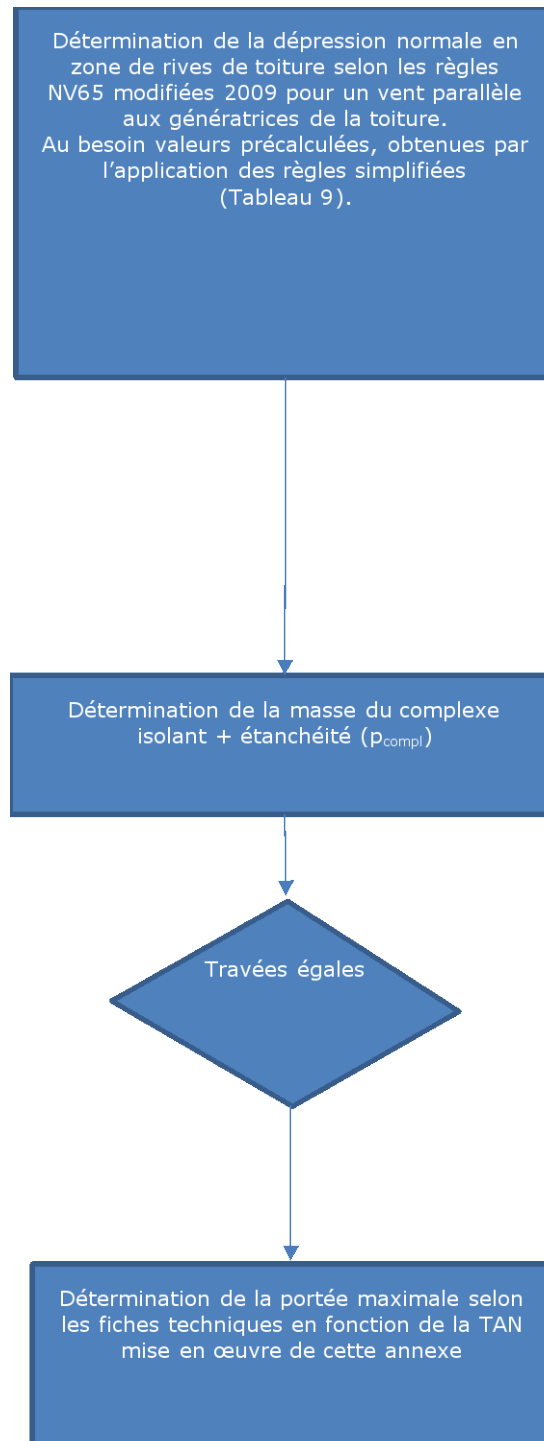 Détermination de la dépression normale en
zone de rives de toiture selon les règles
NV65 modifiées 2009 pour un vent parallèle
aux génératrices de la toiture.
Au besoin valeurs précalculées, obtenues par
l’application des règles simplifiées
(Tableau 9).
Détermination de la masse du complexe
isolant + étanchéité (pcompl)
Travées égales
Détermination de la portée maximale selon
les fiches techniques en fonction de la TAN
mise en œuvre de cette annexe